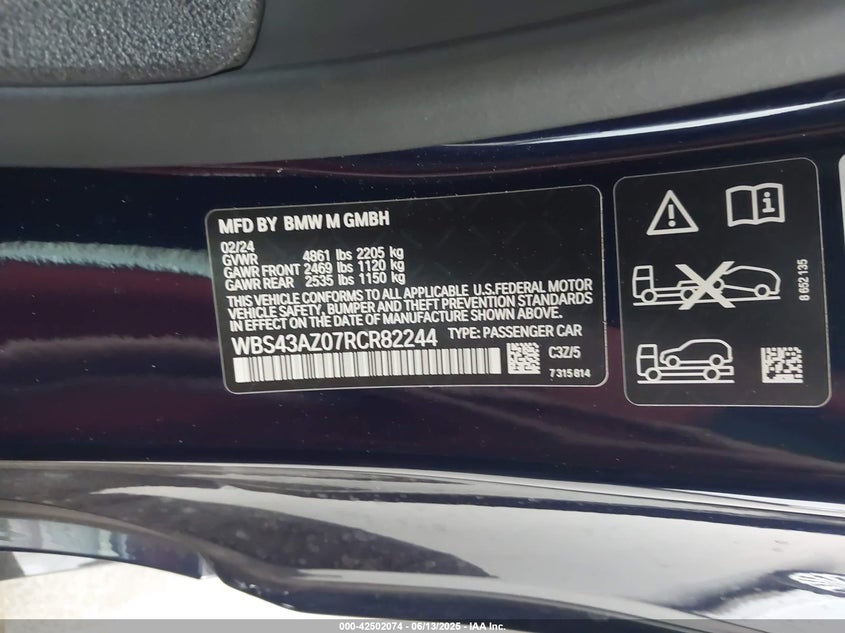 MFD BY BMW M GMBH
02/24
GVWR 4861 lbs 2205 kg
GAWR FRONT 2469 lbs 1120 kg
GAWR REAR 2535 lbs 1150 kg
THIS VEHICLE CONFORMS TO ALL APPLICABLE U.S.FEDERAL MOTOR
VEHICLE SAFETY, BUMPER AND THEFT PREVENTION STANDARDS
IN EFFECT ON THE DATE OF MANUFACTURE SHOWN ABOVE.
WBS43AZ07RCR82244 TYPE: PASSENGER CAR
C3Z/5
7315814
8 652 135
000-42502074 - 06/13/2025 - IAA Inc.